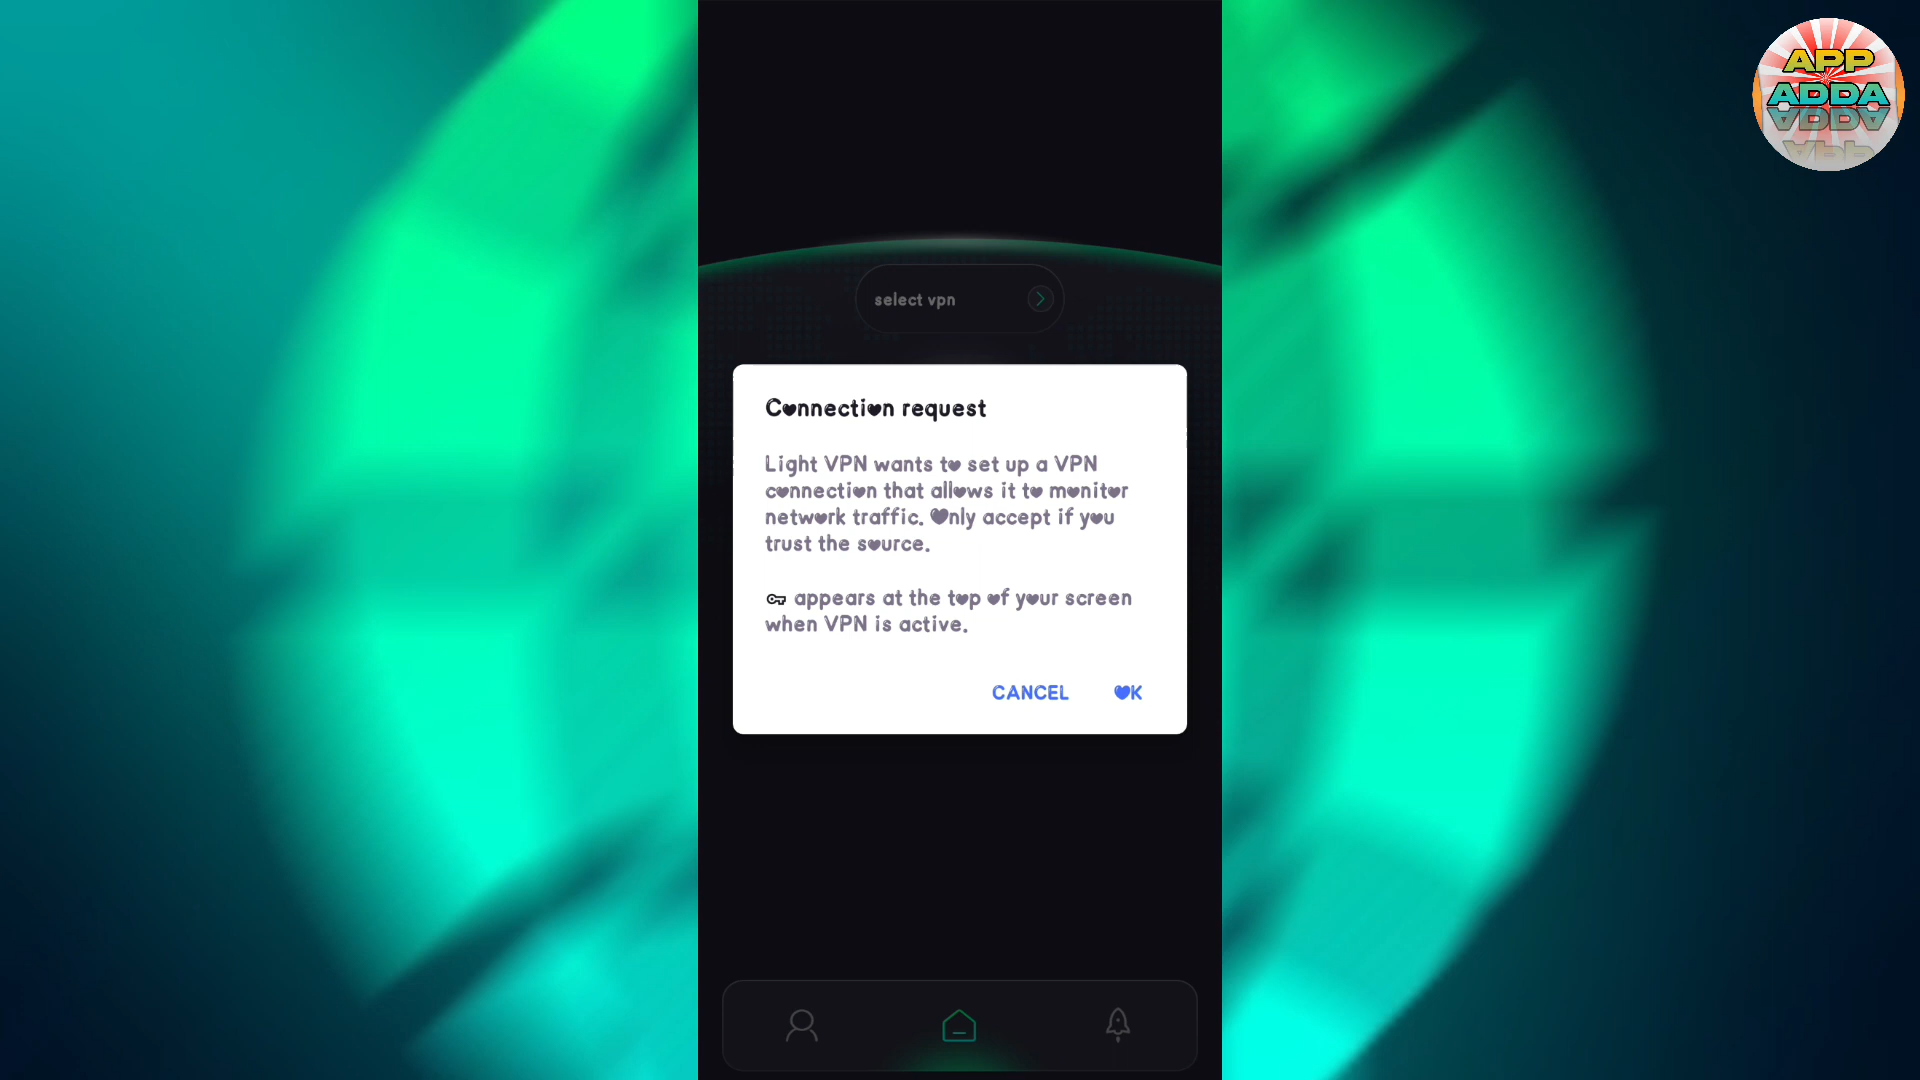 APP
ADDA
select vpn
Connection request
Light VPN wants to set up a VPN
connection that allows it to monitor
network traffic. Only accept if you
trust the source.
appears at the top of your screen
when VPN is active.
CANCEL OK